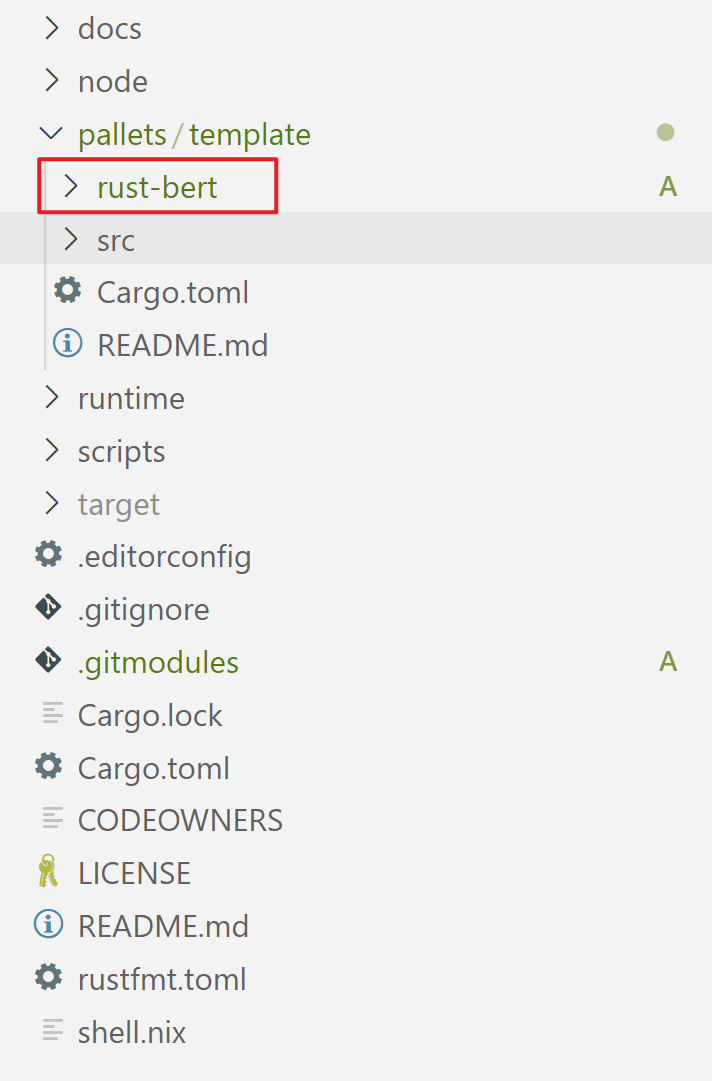 docs
node
pallets/template
rust-bert A
src
Cargo.toml
README.md
runtime
scripts
target
.editorconfig
.gitignore
.gitmodules A
Cargo.lock
Cargo.toml
CODEOWNERS
LICENSE
README.md
rustfmt.toml
shell.nix